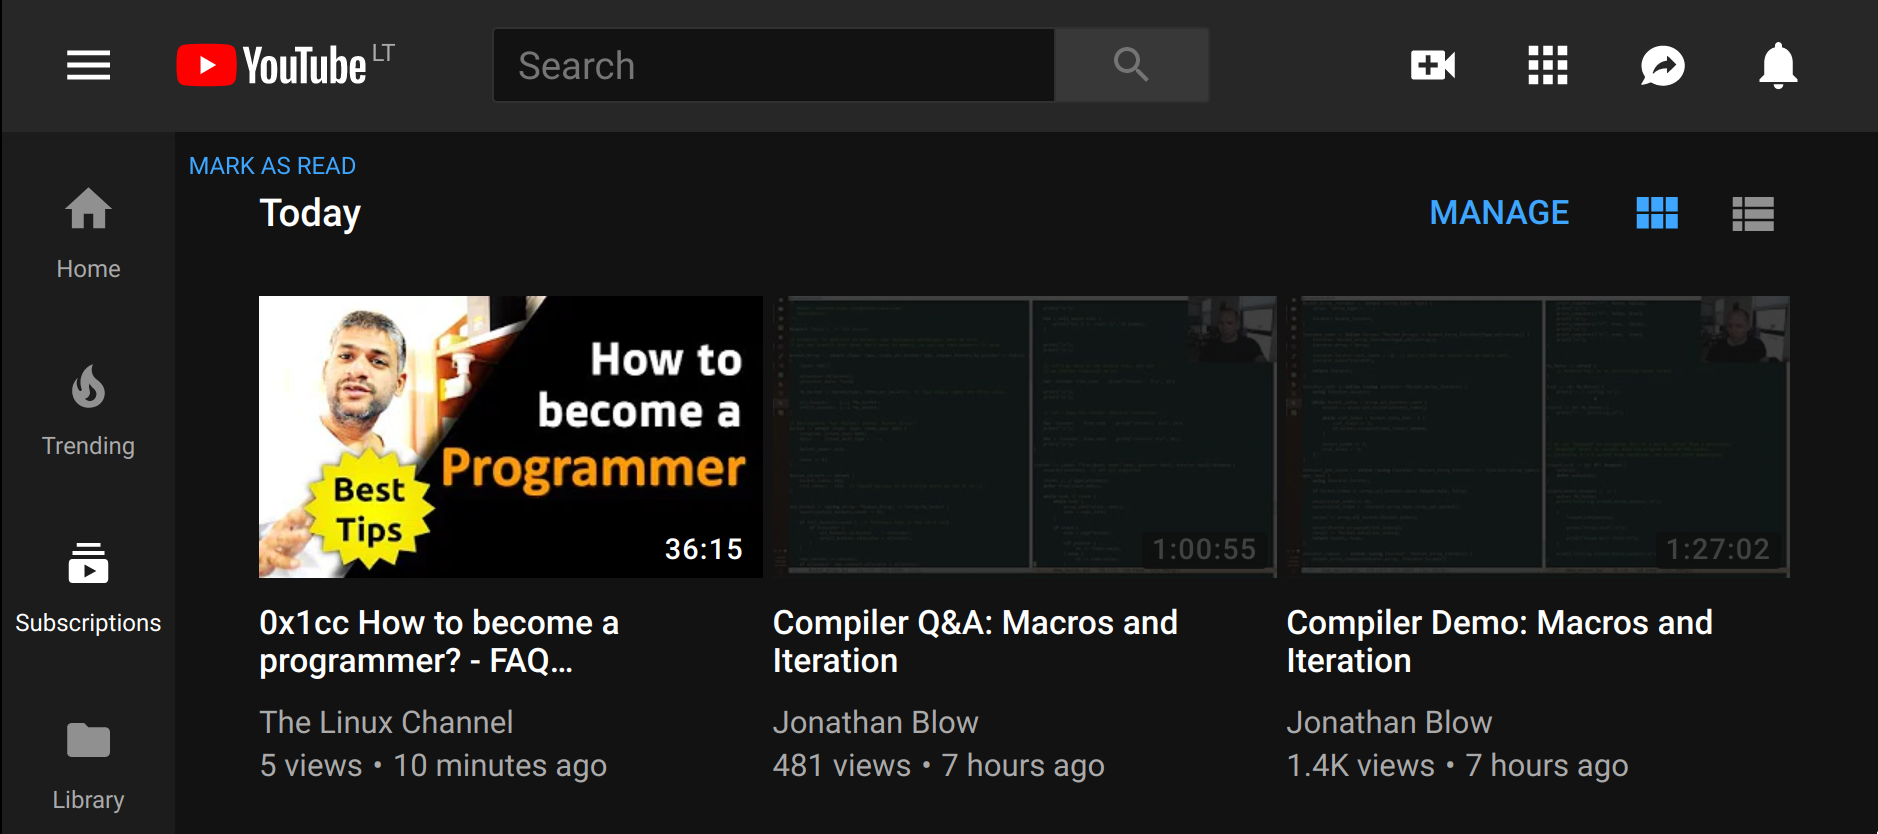 YouTube LT
Search
MARK AS READ
Today
MANAGE
Home
Trending
Subscriptions
Library
How to
become a
Programmer
Best
Tips
36:15
1:00:55
1:27:02
0x1cc How to become a
programmer? - FAQ...
The Linux Channel
5 views • 10 minutes ago
Compiler Q&A: Macros and
Iteration
Jonathan Blow
481 views • 7 hours ago
Compiler Demo: Macros and
Iteration
Jonathan Blow
1.4K views • 7 hours ago